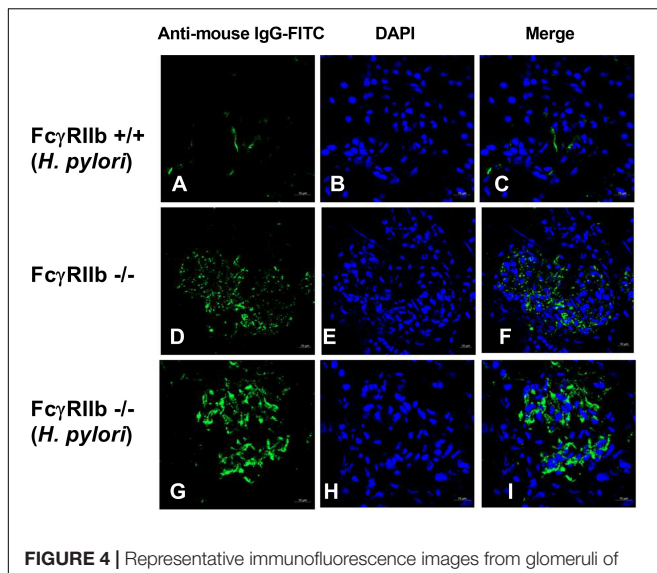 Anti-mouse IgG-FITC DAPI Merge
FcγRIIb +/+
(H. pylori)
A B C
FcγRIIb -/-
D E F
FcγRIIb -/-
(H. pylori)
G H I
FIGURE 4 | Representative immunofluorescence images from glomeruli of